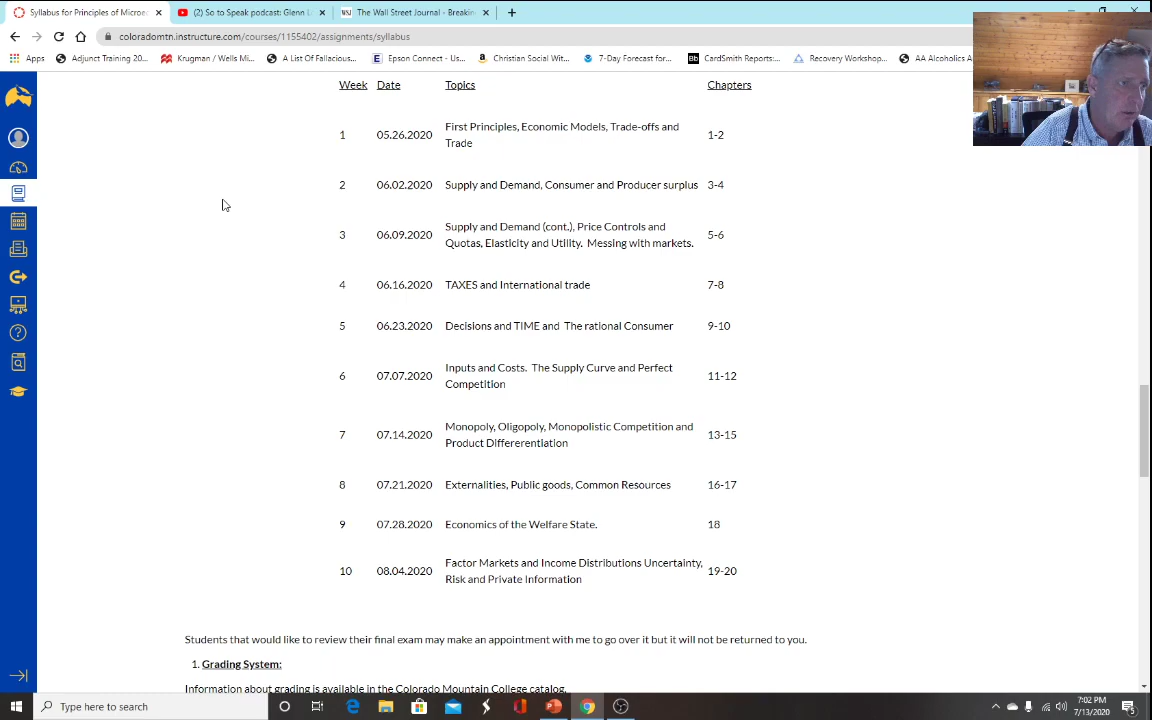 Syllabus for Principles of Microec
(2) So to Speak podcast: Glenn L
WSJ The Wall Street Journal - Breakin
coloradomtn.instructure.com/courses/1155402/assignments/syllabus
Apps Adjunct Training 20... Krugman / Wells Mi... A List Of Fallacious... Epson Connect - Us... Christian Social Wit... 7-Day Forecast for... Bb CardSmith Reports:... Recovery Workshop... AA Alcoholics A
Week Date Topics Chapters
1 05.26.2020 First Principles, Economic Models, Trade-offs and 1-2
Trade
2 06.02.2020 Supply and Demand, Consumer and Producer surplus 3-4
3 06.09.2020 Supply and Demand (cont.), Price Controls and 5-6
Quotas, Elasticity and Utility. Messing with markets.
4 06.16.2020 TAXES and International trade 7-8
5 06.23.2020 Decisions and TIME and The rational Consumer 9-10
6 07.07.2020 Inputs and Costs. The Supply Curve and Perfect 11-12
Competition
7 07.14.2020 Monopoly, Oligopoly, Monopolistic Competition and 13-15
Product Differerentiation
8 07.21.2020 Externalities, Public goods, Common Resources 16-17
9 07.28.2020 Economics of the Welfare State. 18
10 08.04.2020 Factor Markets and Income Distributions Uncertainty, 19-20
Risk and Private Information
Students that would like to review their final exam may make an appointment with me to go over it but it will not be returned to you.
1. Grading System:
Information about grading is available in the Colorado Mountain College catalog.
Type here to search
7:02 PM
7/13/2020
5